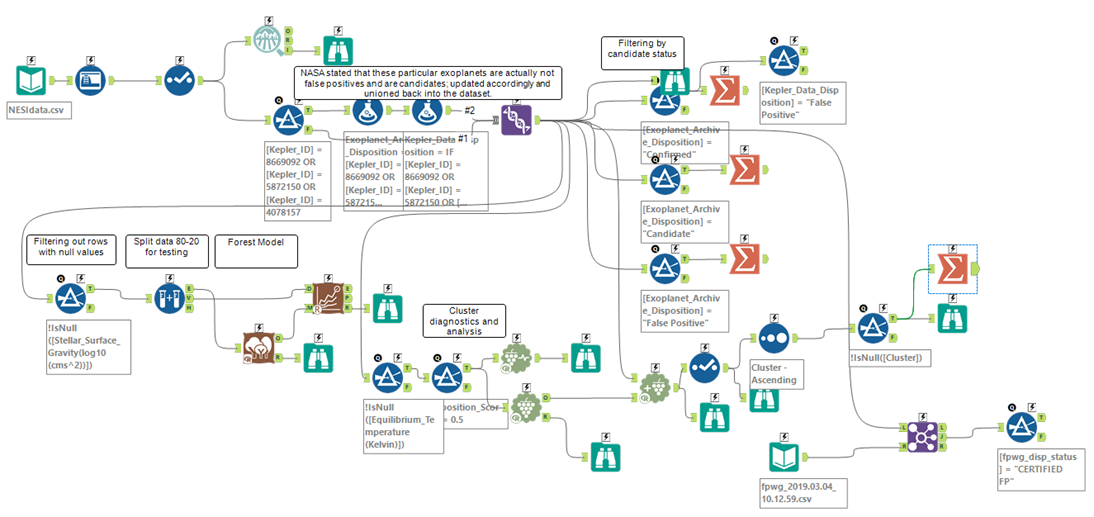 Filtering by
candidate status
NASA stated that these particular exoplanets are actually not
false positives and are candidates; updated accordingly and
unioned back into the dataset.
NESIdata.csv
#2
#1
[Kepler_Data_Disp
osition] = "False
Positive"
[Kepler_ID] =
8669092 OR
[Kepler_ID] =
5872150 OR
[Kepler_ID] =
4078157
Exoplanet_Ar
_Disposition =
[Kepler_ID] =
8669092 OR
[Kepler_ID] =
587215...
Kepler_Data
osition = IF
[Kepler_ID] =
8669092 OR
[Kepler_ID] =
5872150 OR [...
[Exoplanet_Archiv
e_Disposition] =
"Confirmed"
[Exoplanet_Archiv
e_Disposition] =
"Candidate"
[Exoplanet_Archiv
e_Disposition] =
"False Positive"
Filtering out rows
with null values
Split data 80-20
for testing
Forest Model
!IsNull
([Stellar_Surface_
Gravity(log10
(cms^2))])
Cluster
diagnostics and
analysis
!IsNull
([Equilibrium_Te
mperature
(Kelvin)])
position_Scor
= 0.5
Cluster -
Ascending
!IsNull([Cluster])
fpwg_2019.03.04_
10.12.59.csv
[fpwg_disp_status
] = "CERTIFIED
FP"